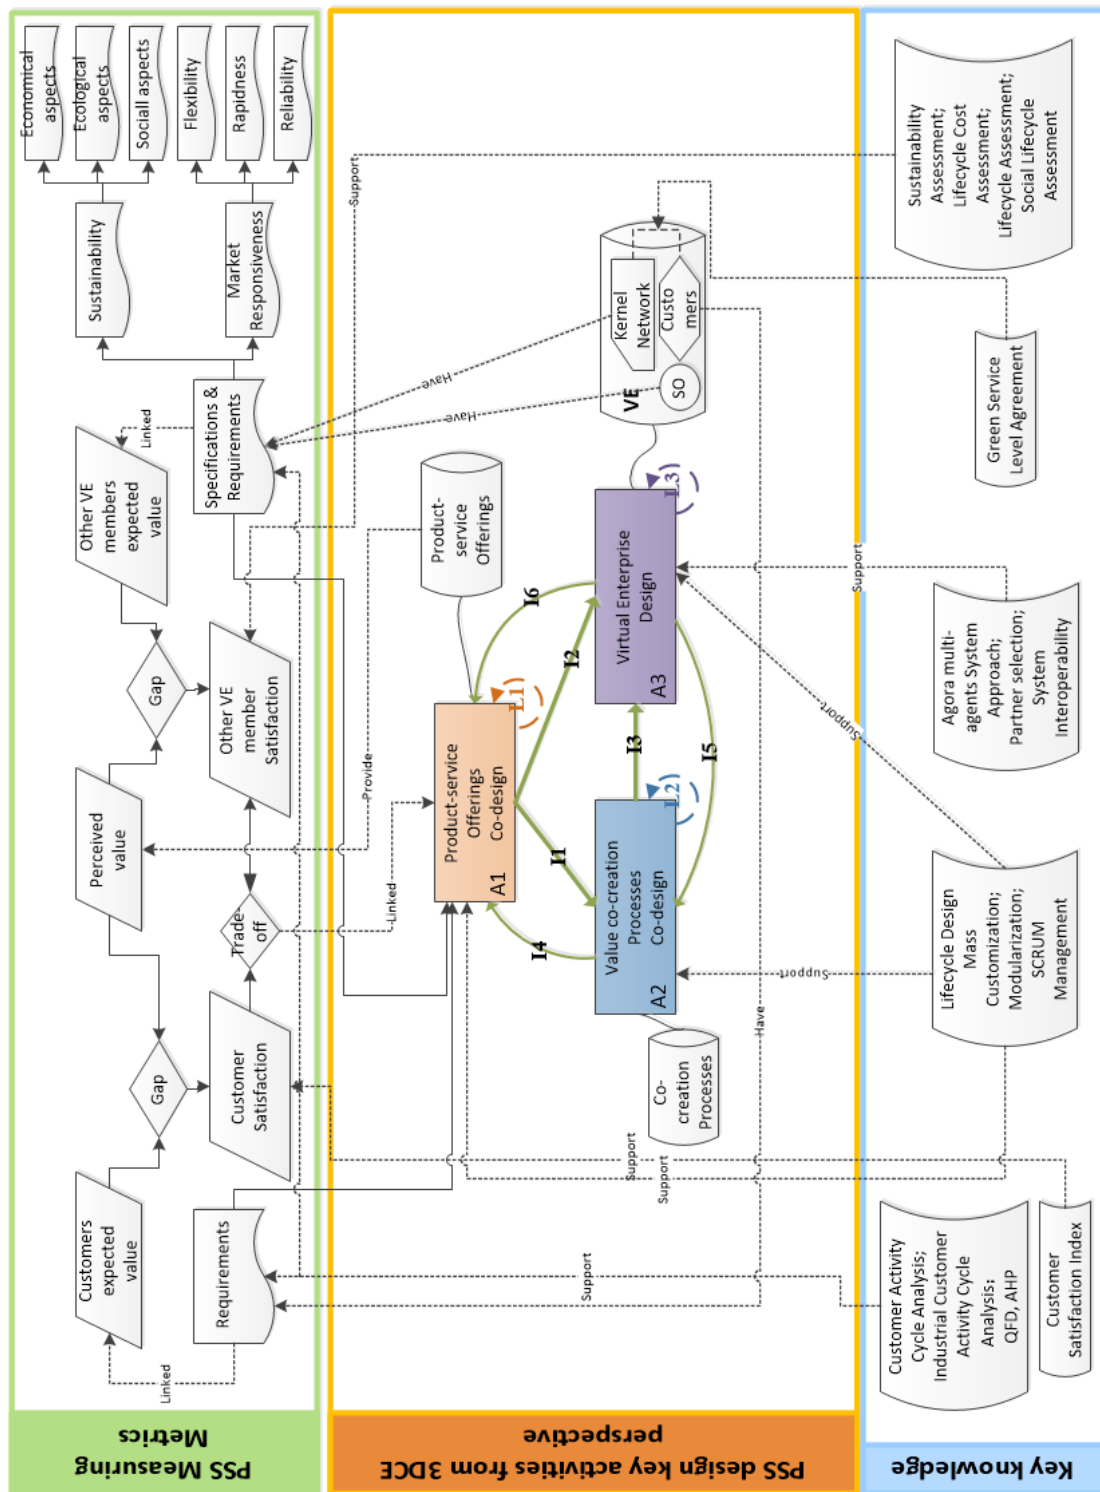 PSS Measuring
Metrics
Customers
expected
value
Linked
Requirements
Gap
Customer
Satisfaction
Perceived
value
Trade-
off
Gap
Other VE
member
Satisfaction
Other VE
members
expected
value
Linked
Specifications &
Requirements
Sustainability
Market
Responsiveness
Economical
aspects
Ecological
aspects
Sociall aspects
Flexibility
Rapidness
Reliability
PSS design key activities from 3DCE
perspective
Support
Support
Support
Linked
Provide
Have
Have
Support
Product-
service
Offerings
Product-service
Offerings
Co-design
A1
L1
I4
I1
I2
I6
Co-
creation
Processes
Value co-creation
Processes
Co-design
A2
L2
I3
I5
Virtual Enterprise
Design
A3
L3
VE
SO
Kernel
Network
Custo
mers
Have
Support
Support
Support
Key knowledge
Customer Activity
Cycle Analysis;
Industrial Customer
Activity Cycle
Analysis;
QFD, AHP
Customer
Satisfaction Index
Lifecycle Design
Mass
Customization;
Modularization;
SCRUM
Management
Agora multi-
agents System
Approach;
Partner selection;
System
Interoperability
Green Service
Level Agreement
Sustainability
Assessment;
Lifecycle Cost
Assessment;
Lifecycle Assessment;
Social Lifecycle
Assessment